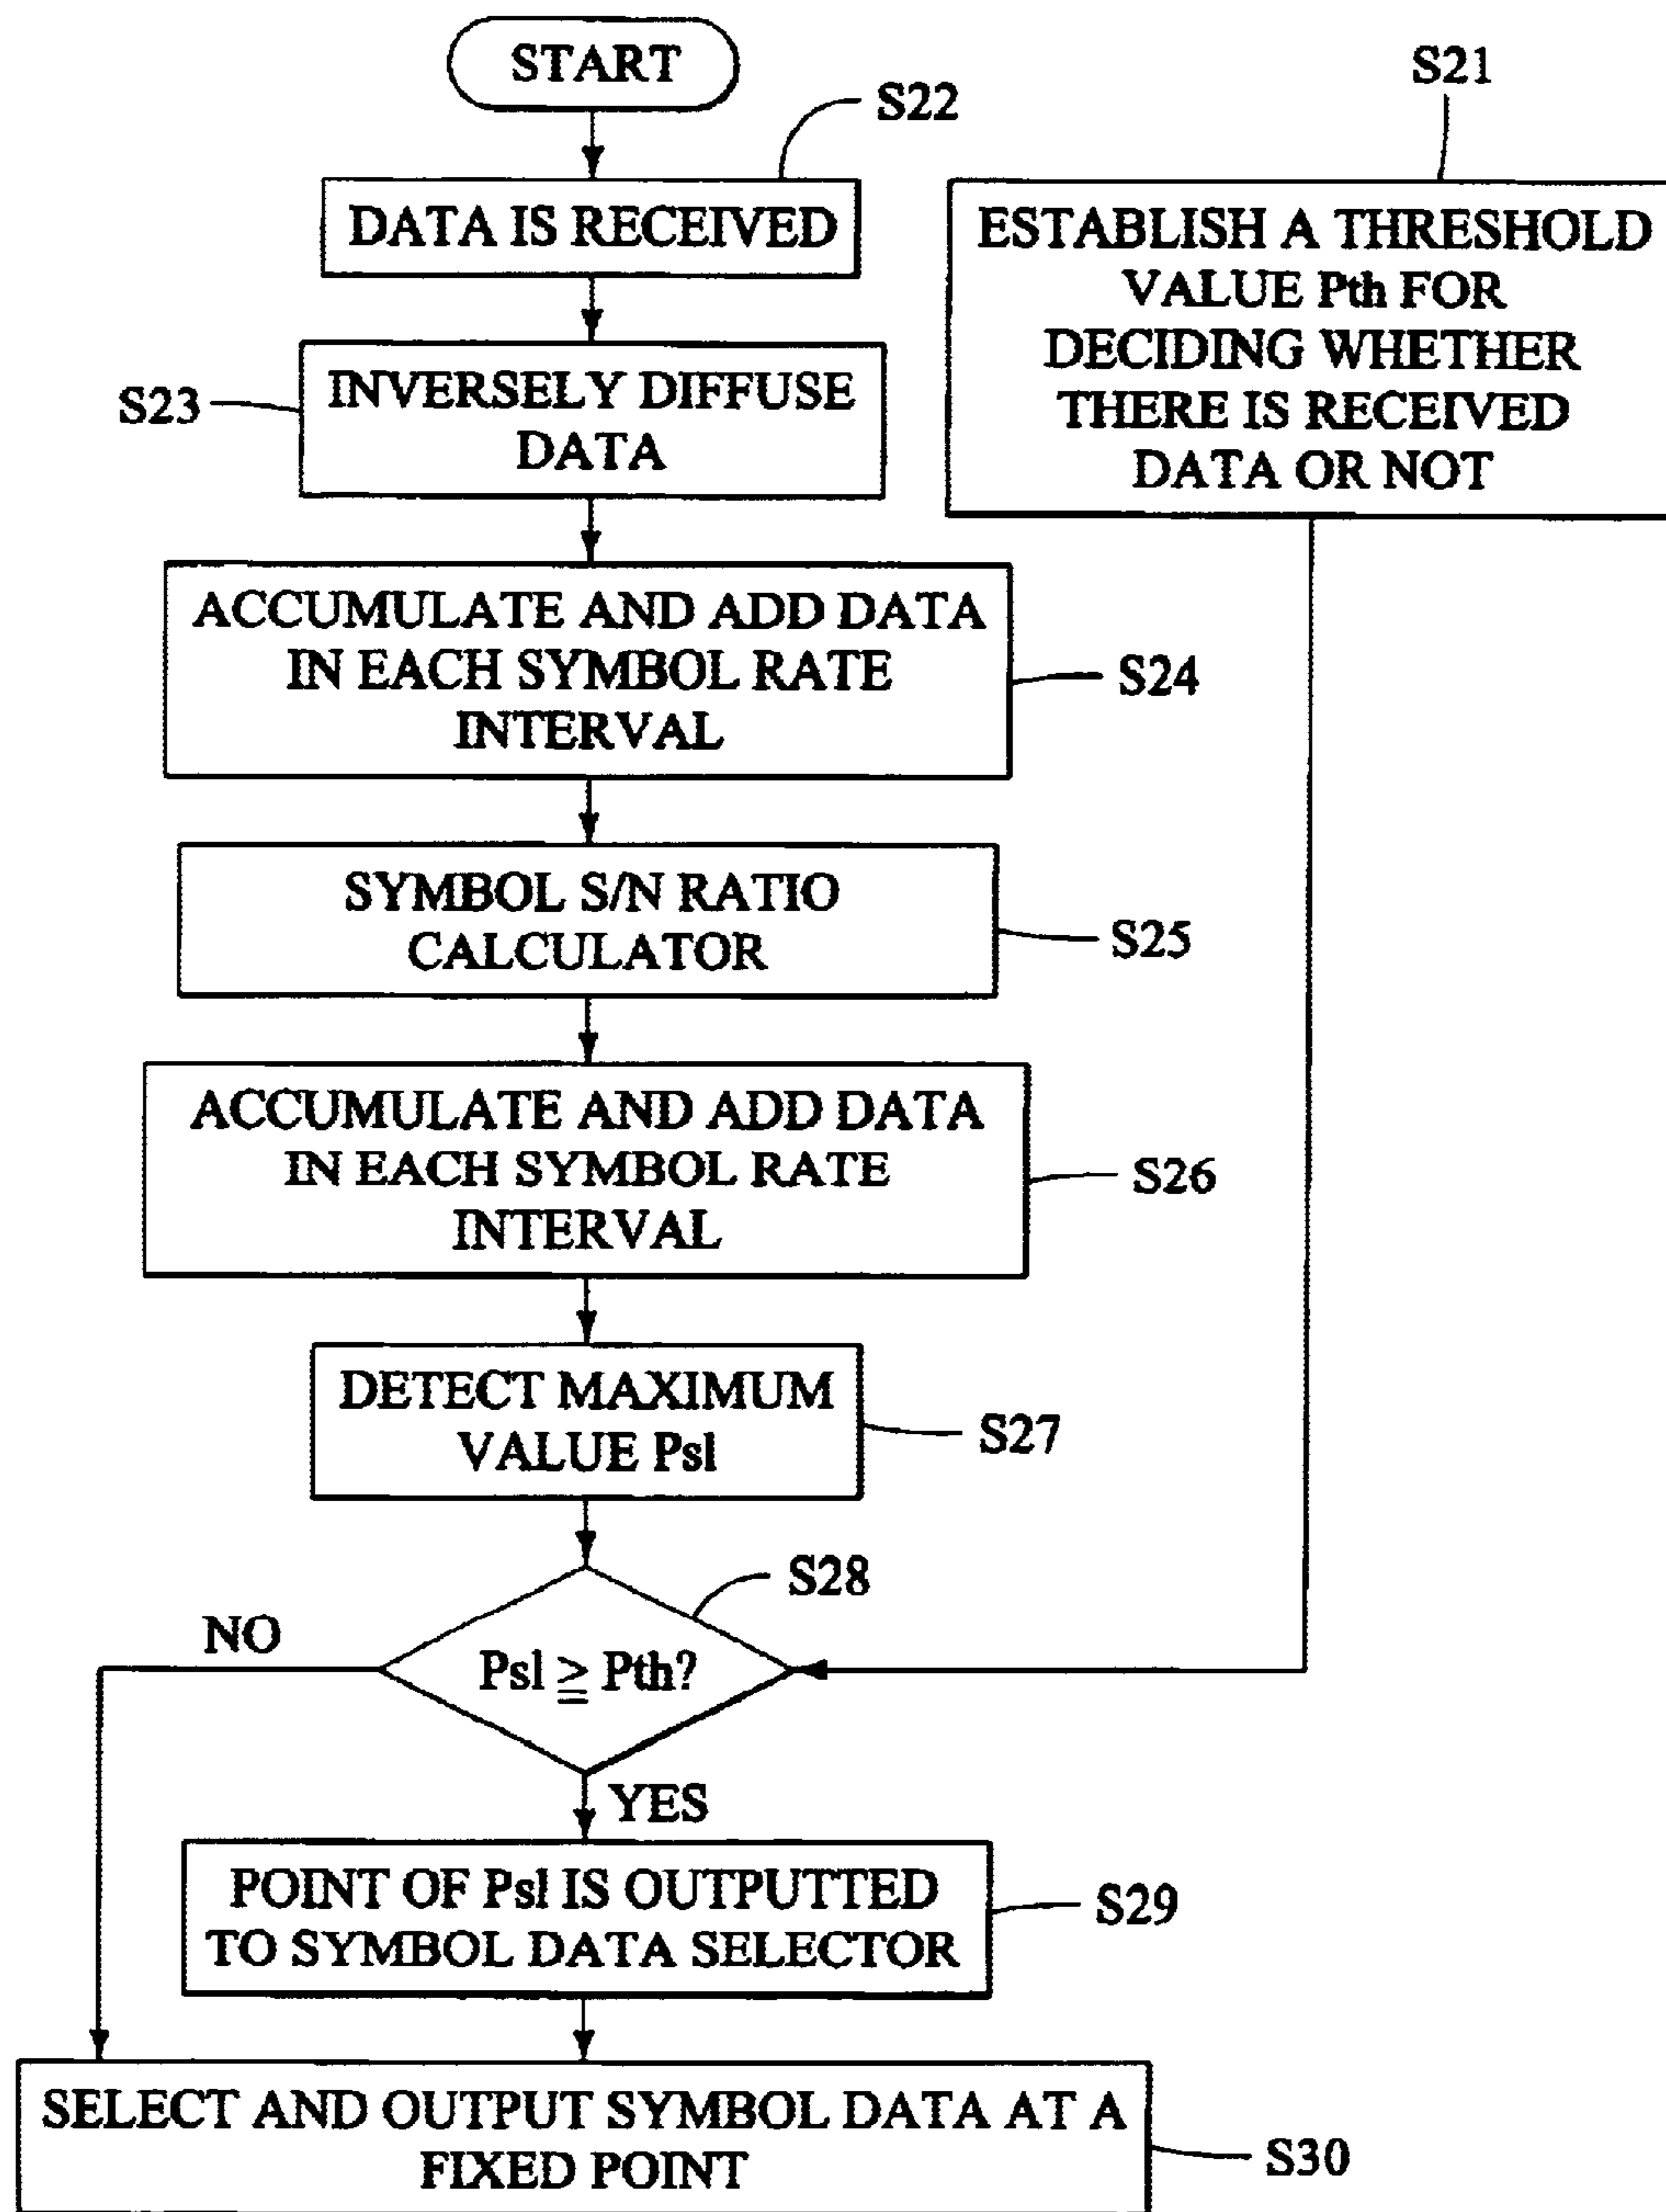 START
S22
S21
DATA IS RECEIVED
ESTABLISH A THRESHOLD
VALUE Pth FOR
DECIDING WHETHER
THERE IS RECEIVED
DATA OR NOT
S23
INVERSELY DIFFUSE
DATA
ACCUMULATE AND ADD DATA
IN EACH SYMBOL RATE
INTERVAL
S24
SYMBOL S/N RATIO
CALCULATOR
S25
ACCUMULATE AND ADD DATA
IN EACH SYMBOL RATE
INTERVAL
S26
DETECT MAXIMUM
VALUE Psl
S27
S28
NO
Psl ≧ Pth?
YES
POINT OF Psl IS OUTPUTTED
TO SYMBOL DATA SELECTOR
S29
SELECT AND OUTPUT SYMBOL DATA AT A
FIXED POINT
S30